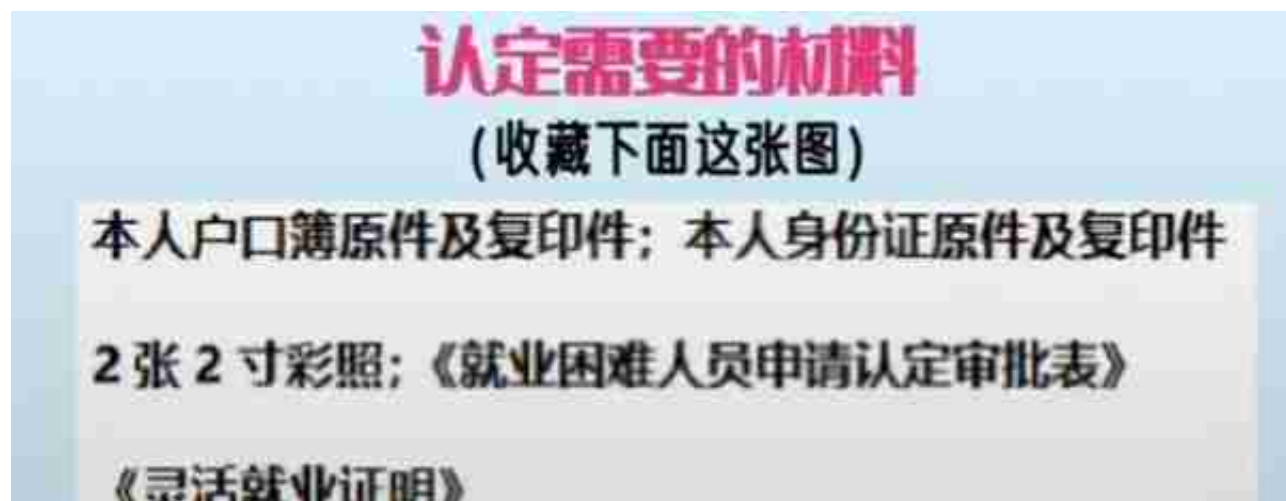 认定需要的材料
(收藏下面这张图)
本人户口簿原件及复印件；本人身份证原件及复印件
2张2寸彩照；《就业困难人员申请认定审批表》
《灵活就业证明》